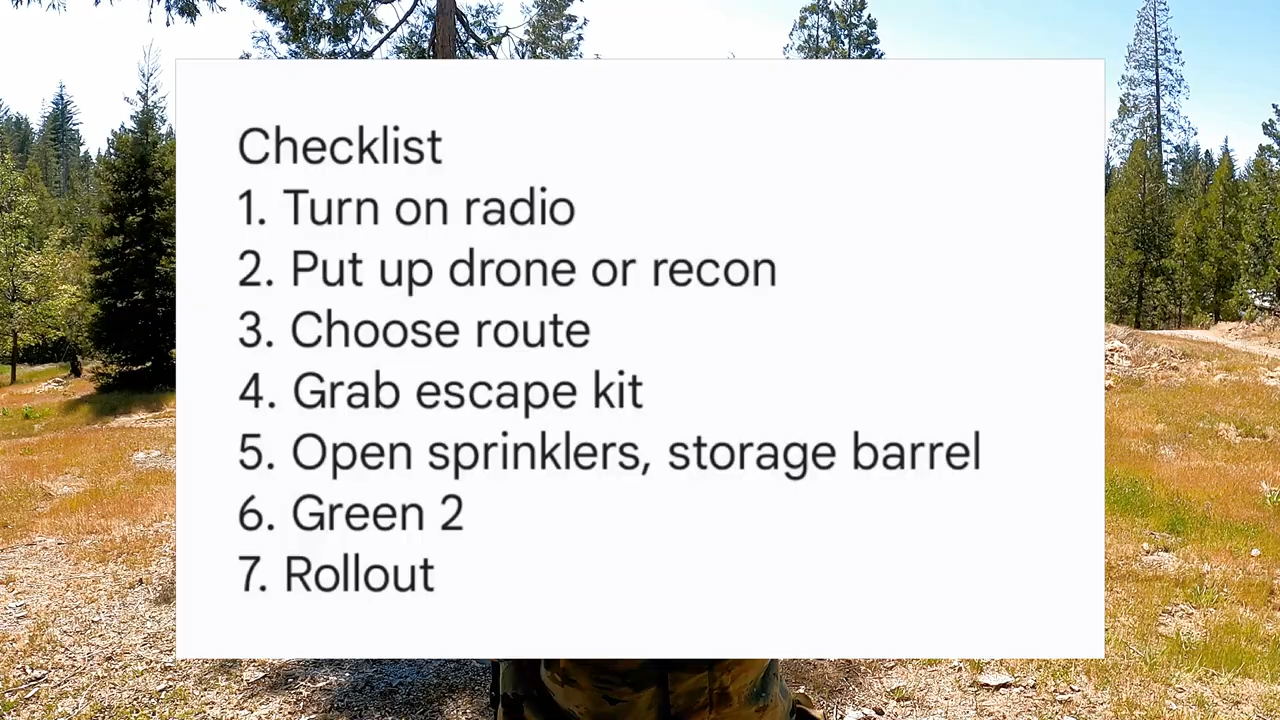 Checklist
1. Turn on radio
2. Put up drone or recon
3. Choose route
4. Grab escape kit
5. Open sprinklers, storage barrel
6. Green 2
7. Rollout